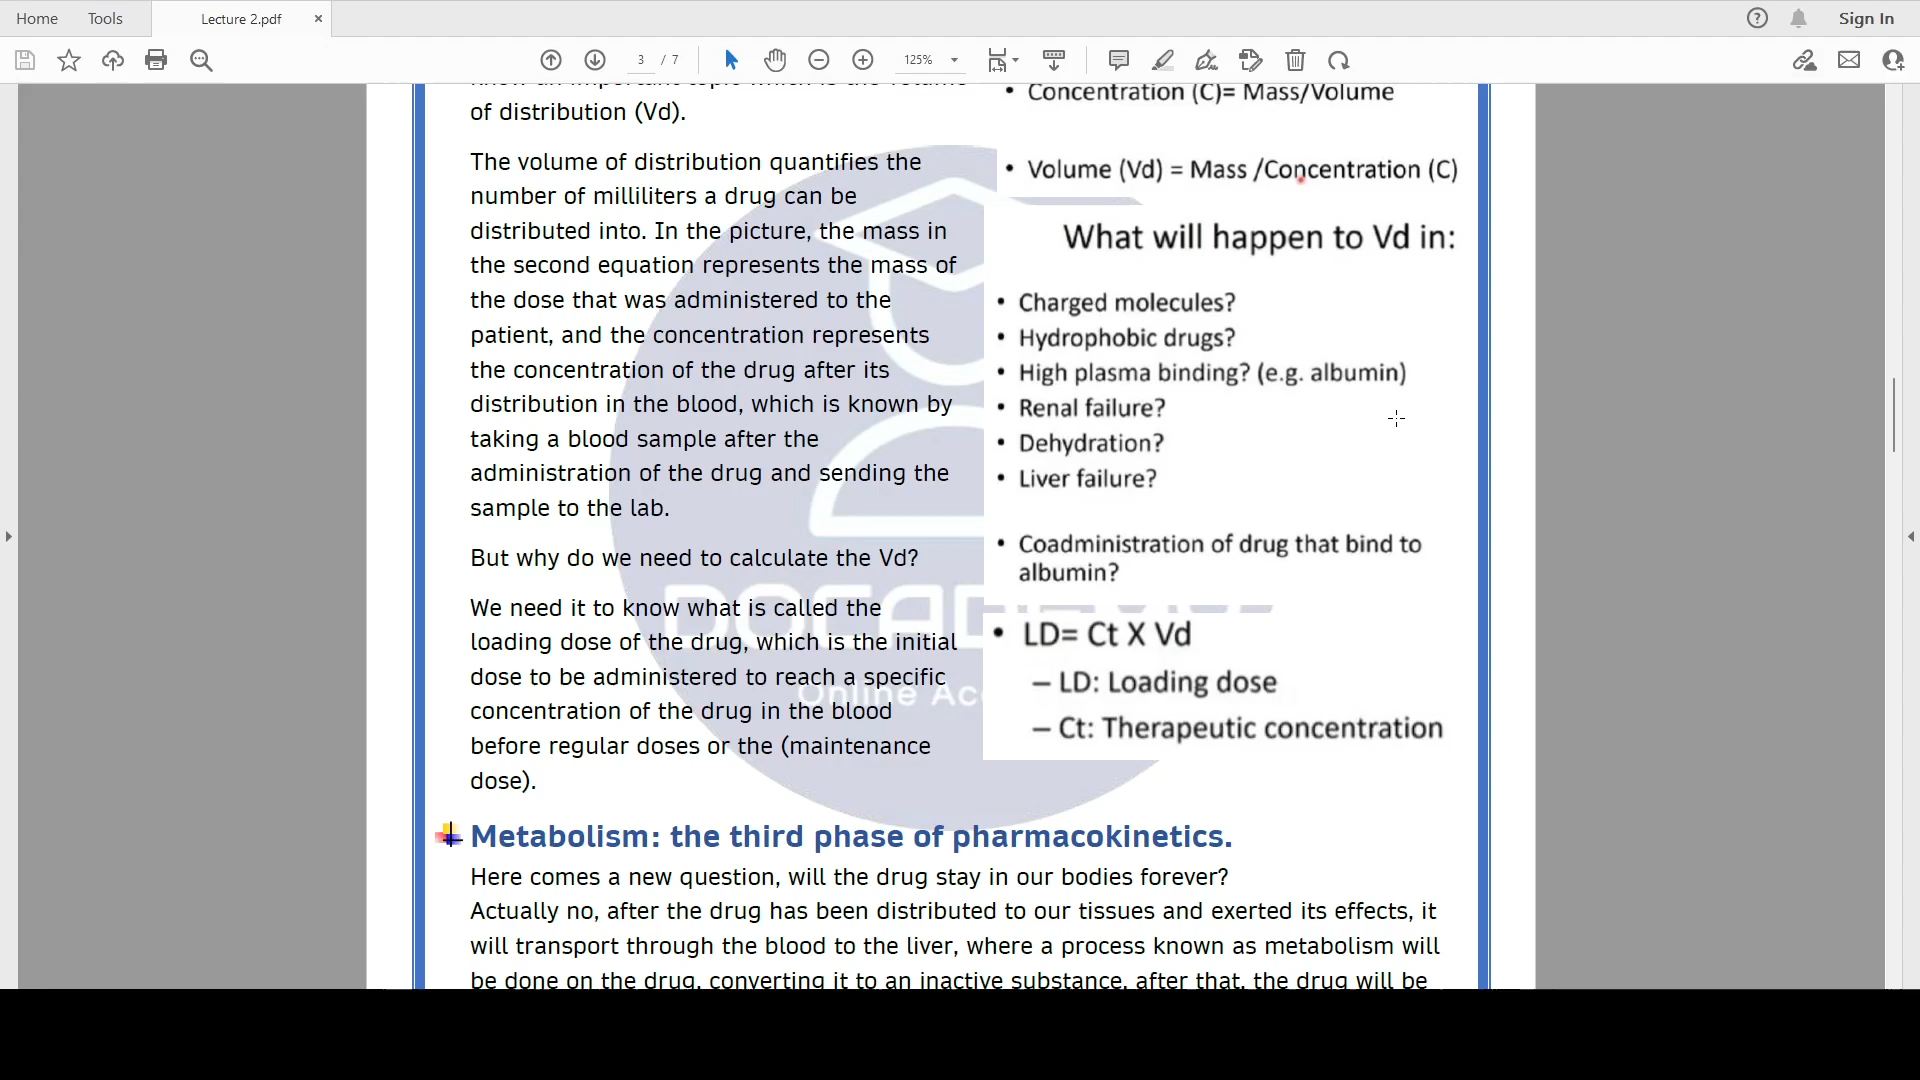 Home
Tools
Lecture 2.pdf
Sign In
3 / 7
125%
of distribution (Vd).
The volume of distribution quantifies the
number of milliliters a drug can be
distributed into. In the picture, the mass in
the second equation represents the mass of
the dose that was administered to the
patient, and the concentration represents
the concentration of the drug after its
distribution in the blood, which is known by
taking a blood sample after the
administration of the drug and sending the
sample to the lab.
But why do we need to calculate the Vd?
We need it to know what is called the
loading dose of the drug, which is the initial
dose to be administered to reach a specific
concentration of the drug in the blood
before regular doses or the (maintenance
dose).
• Concentration (C)= Mass/Volume
• Volume (Vd) = Mass /Concentration (C)
What will happen to Vd in:
• Charged molecules?
• Hydrophobic drugs?
• High plasma binding? (e.g. albumin)
• Renal failure?
• Dehydration?
• Liver failure?
• Coadministration of drug that bind to
albumin?
• LD= Ct X Vd
– LD: Loading dose
– Ct: Therapeutic concentration
Online
Metabolism: the third phase of pharmacokinetics.
Here comes a new question, will the drug stay in our bodies forever?
Actually no, after the drug has been distributed to our tissues and exerted its effects, it
will transport through the blood to the liver, where a process known as metabolism will
be done on the drug, converting it to an inactive substance, after that, the drug will be